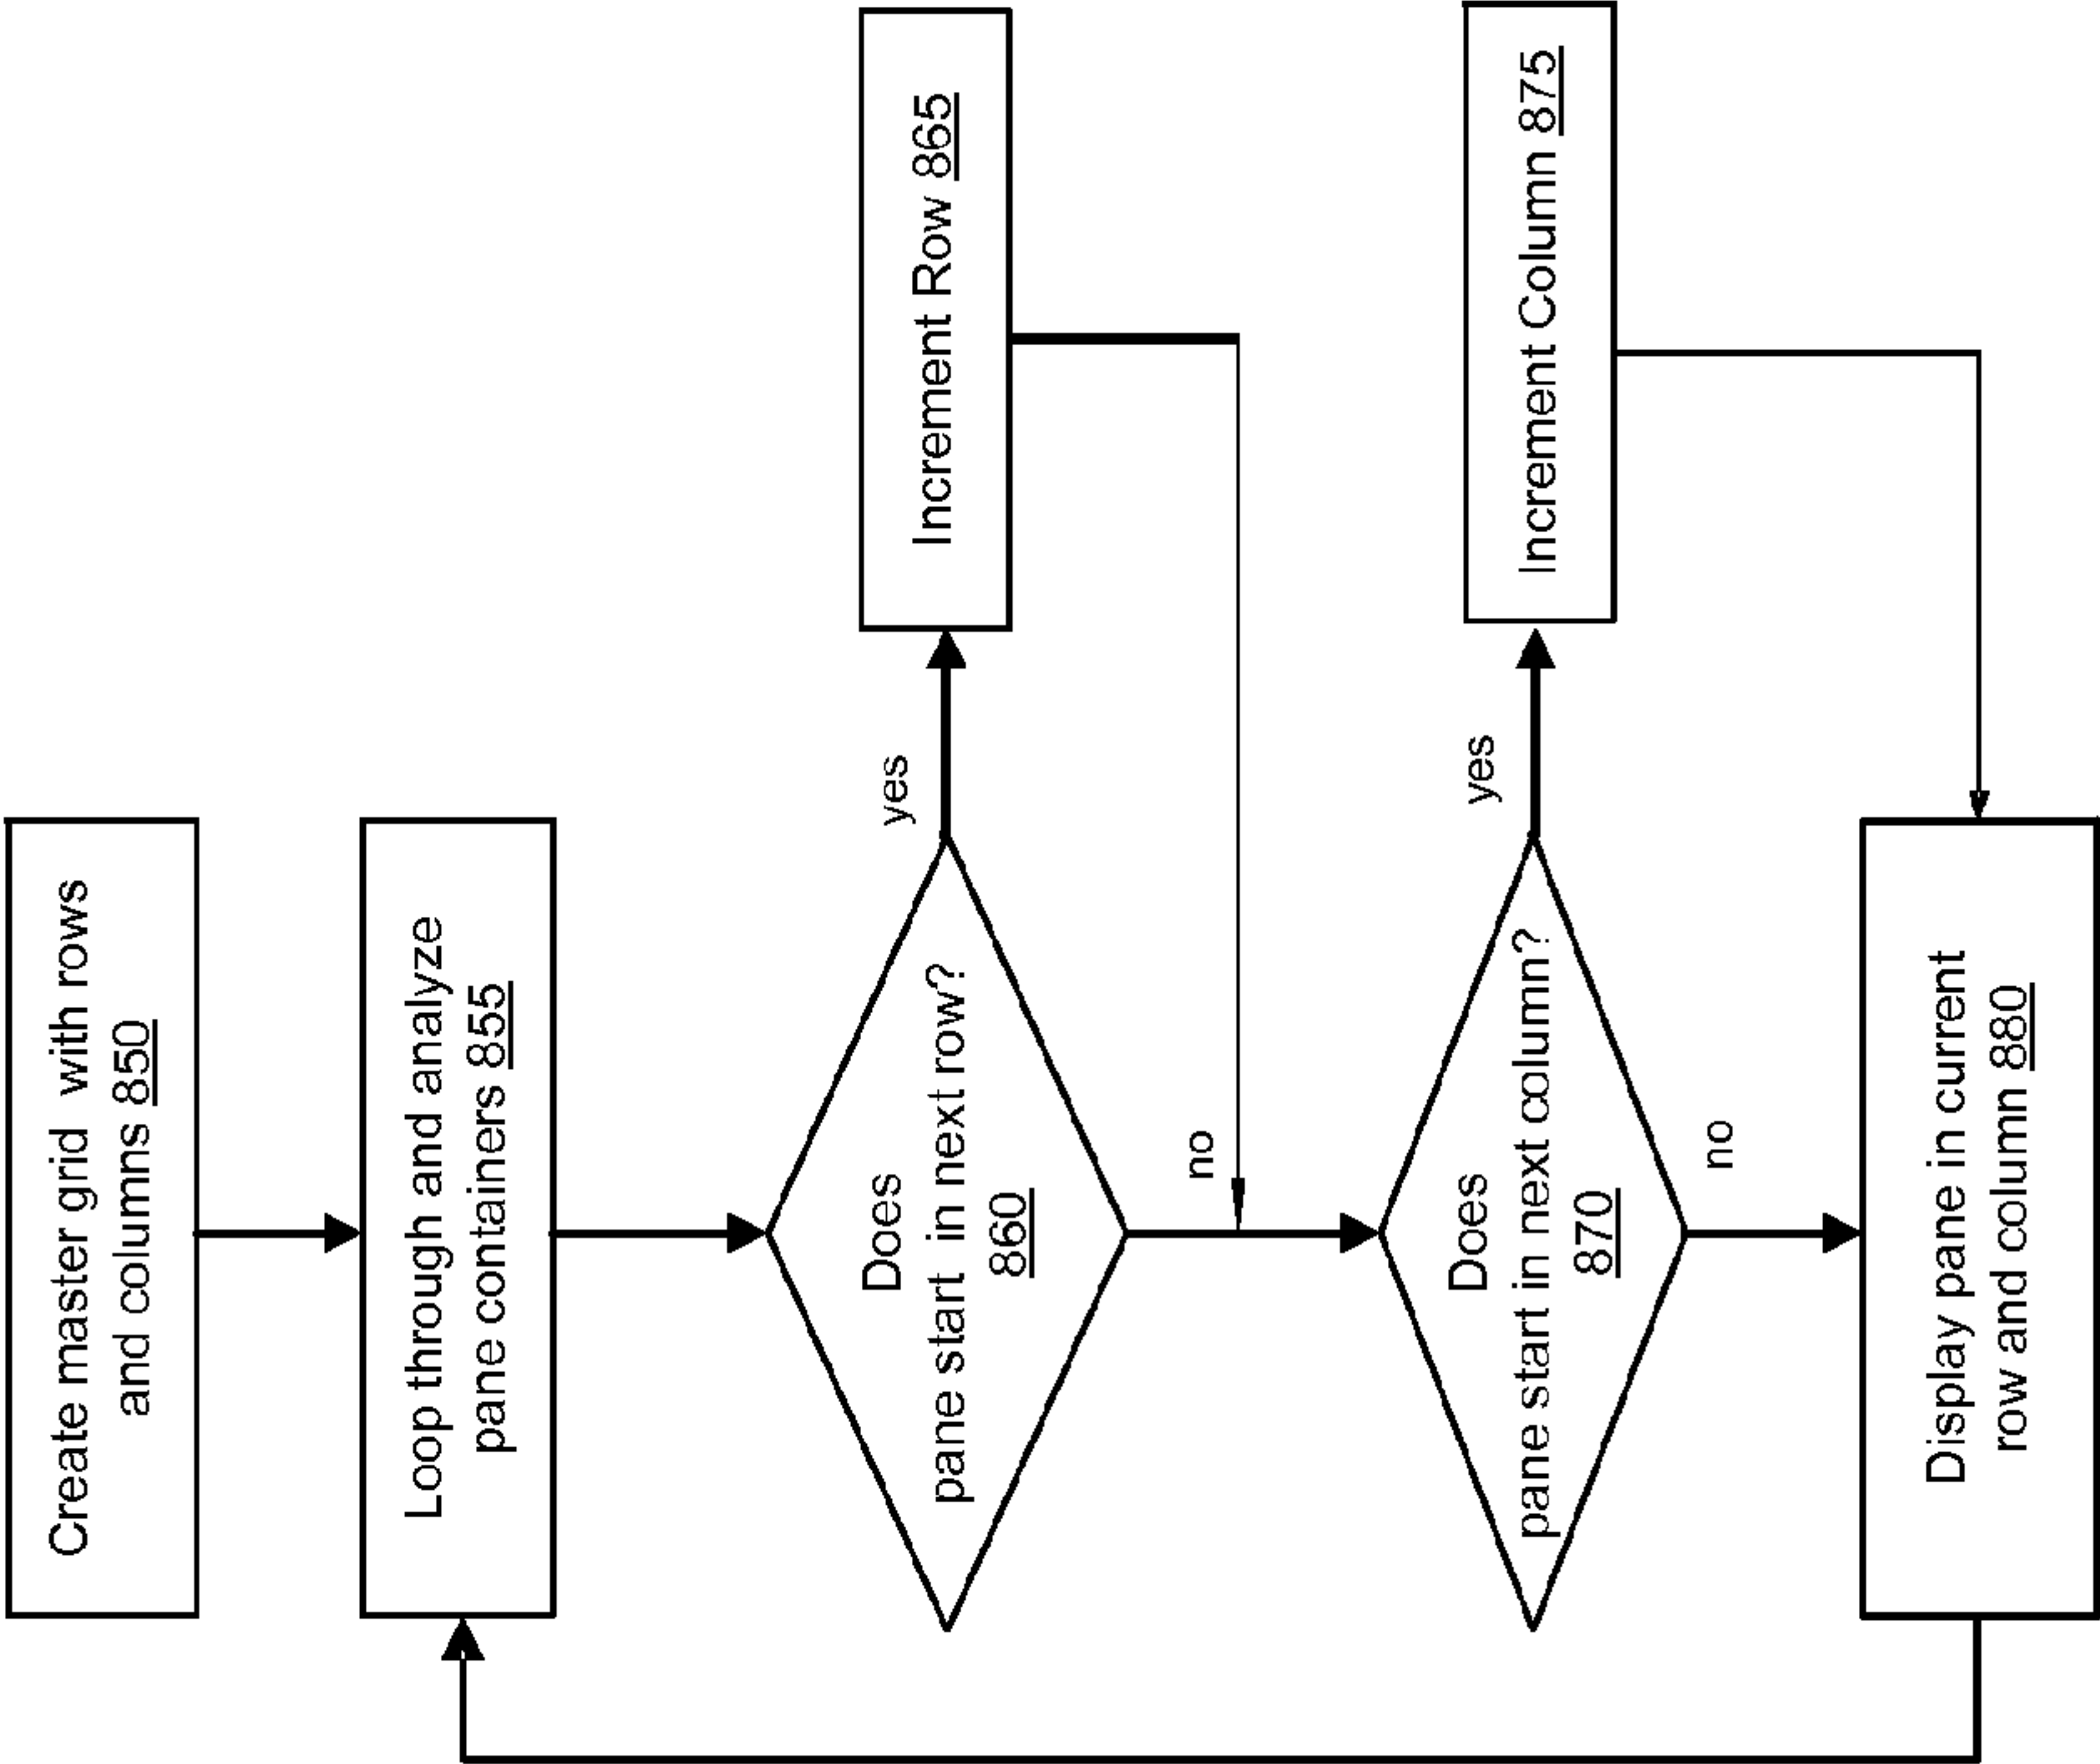 Create master grid with rows
and columns 850
Loop through and analyze
pane containers 855
Does
pane start in next row?
860
yes
Increment Row 865
no
Does
pane start in next column?
870
yes
Increment Column 875
no
Display pane in current
row and column 880